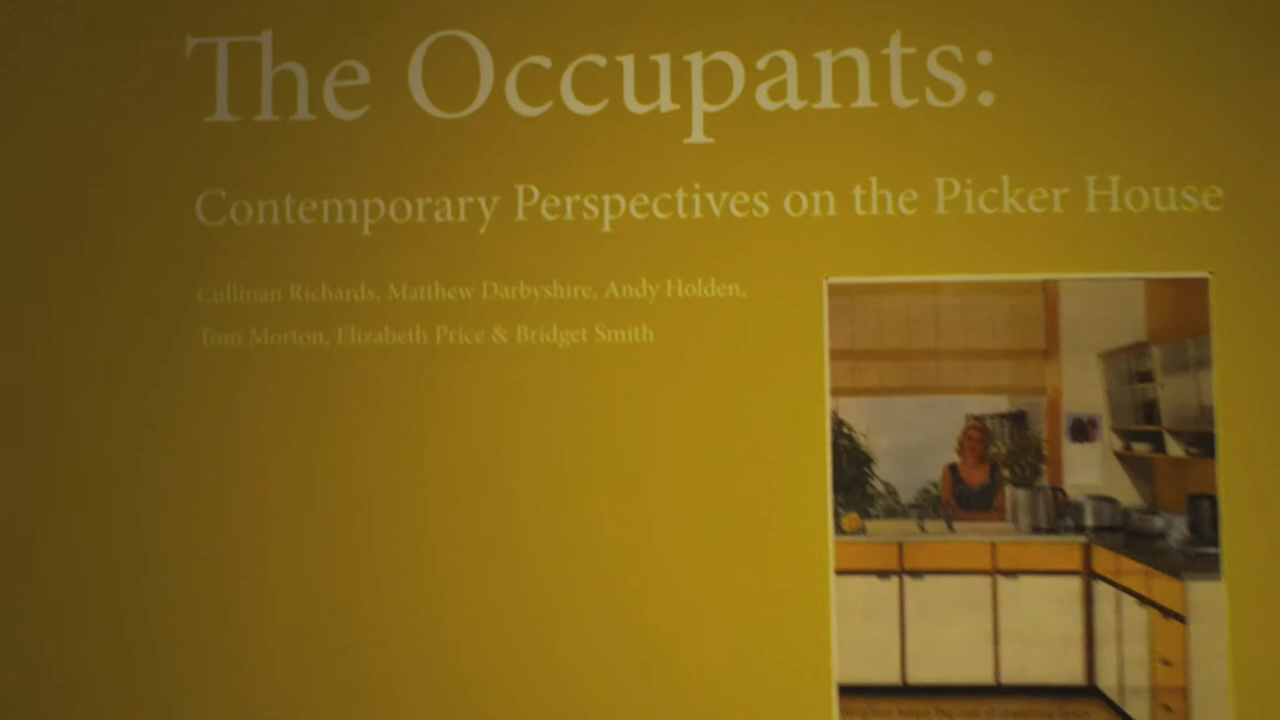 The Occupants:
Contemporary Perspectives on the Picker House
Cullinan Richards, Matthew Darbyshire, Andy Holden,
Tom Morton, Elizabeth Price & Bridget Smith